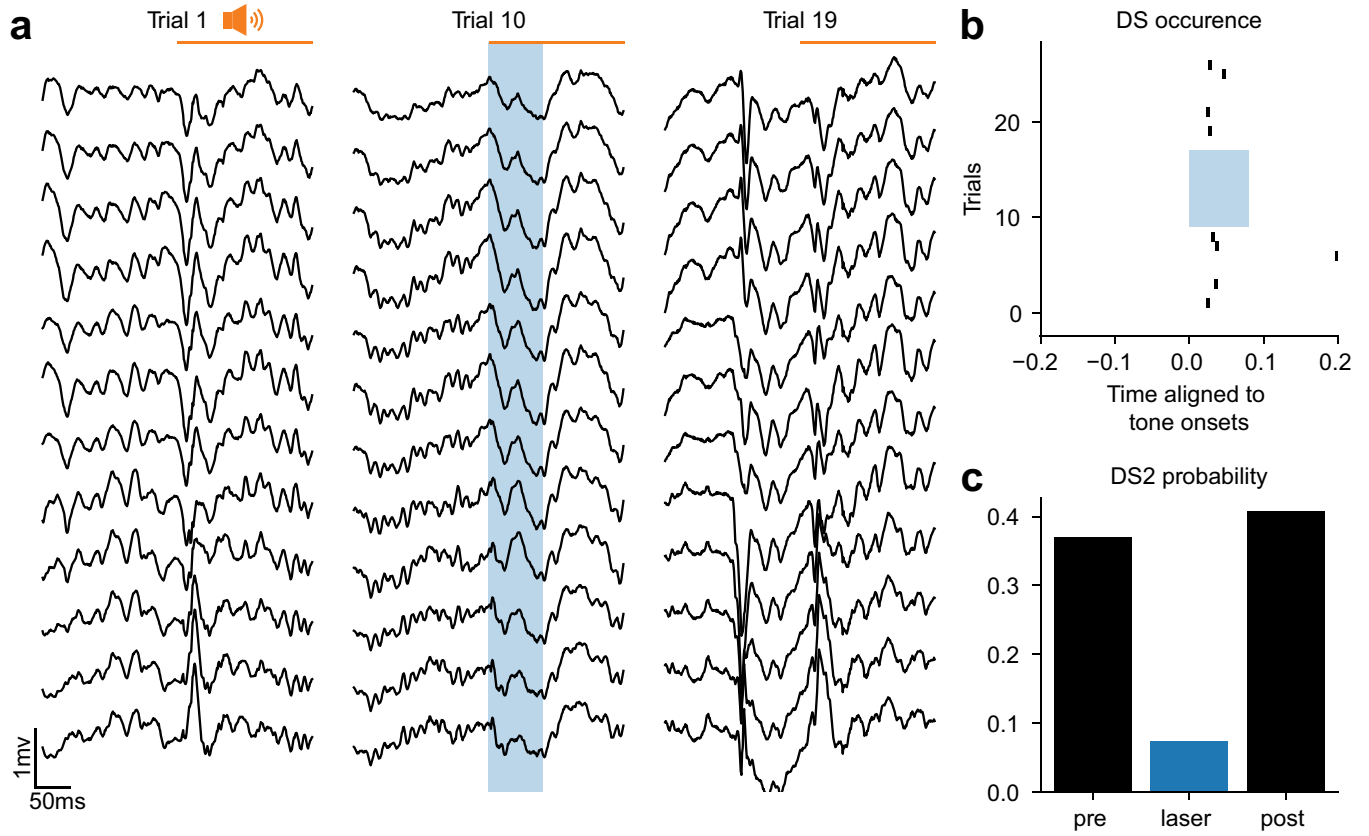 a
Trial 1
Trial 10
Trial 19
1mv
50ms
b
DS occurence
Trials
20
10
0
−0.2
−0.1
0.0
0.1
0.2
Time aligned to
tone onsets
c
DS2 probability
0.4
0.3
0.2
0.1
0.0
pre
laser
post